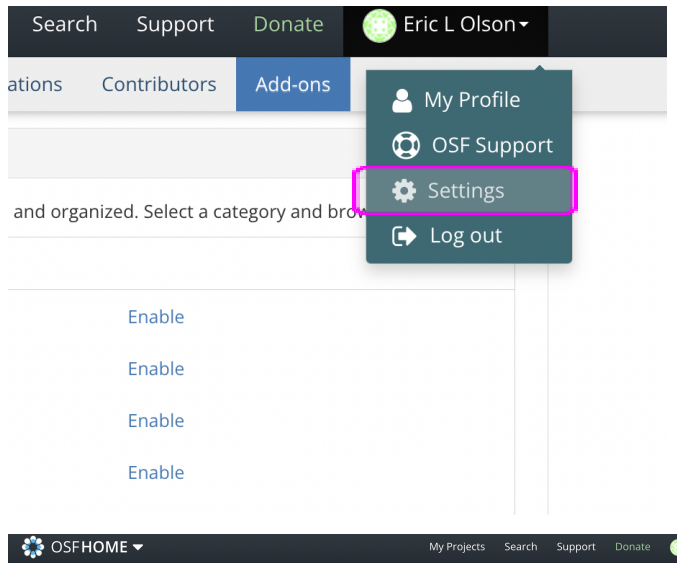 Search Support Donate Eric L Olson
ations Contributors Add-ons
My Profile
OSF Support
Settings
and organized. Select a category and brow
Log out
Enable
Enable
Enable
Enable
OSFHOME My Projects Search Support Donate